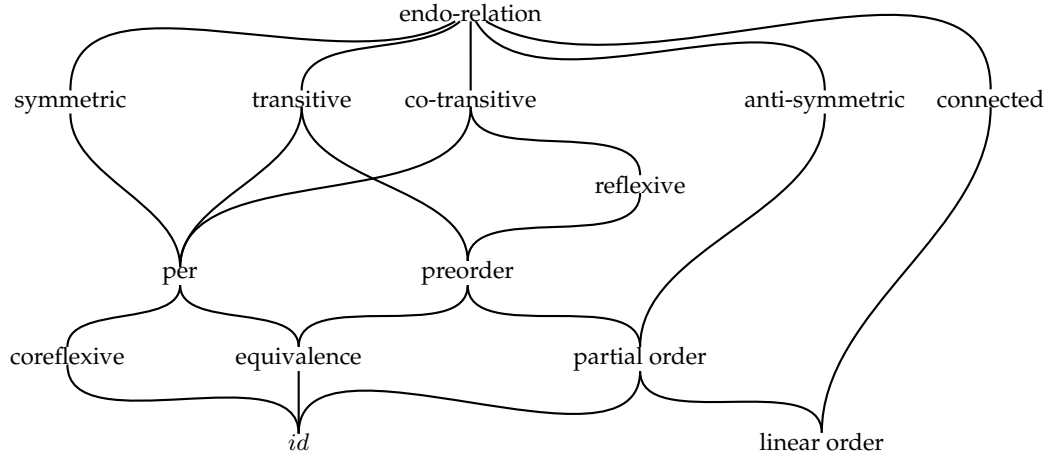 endo-relation
symmetric transitive co-transitive anti-symmetric connected
reflexive
per preorder
coreflexive equivalence partial order
id linear order